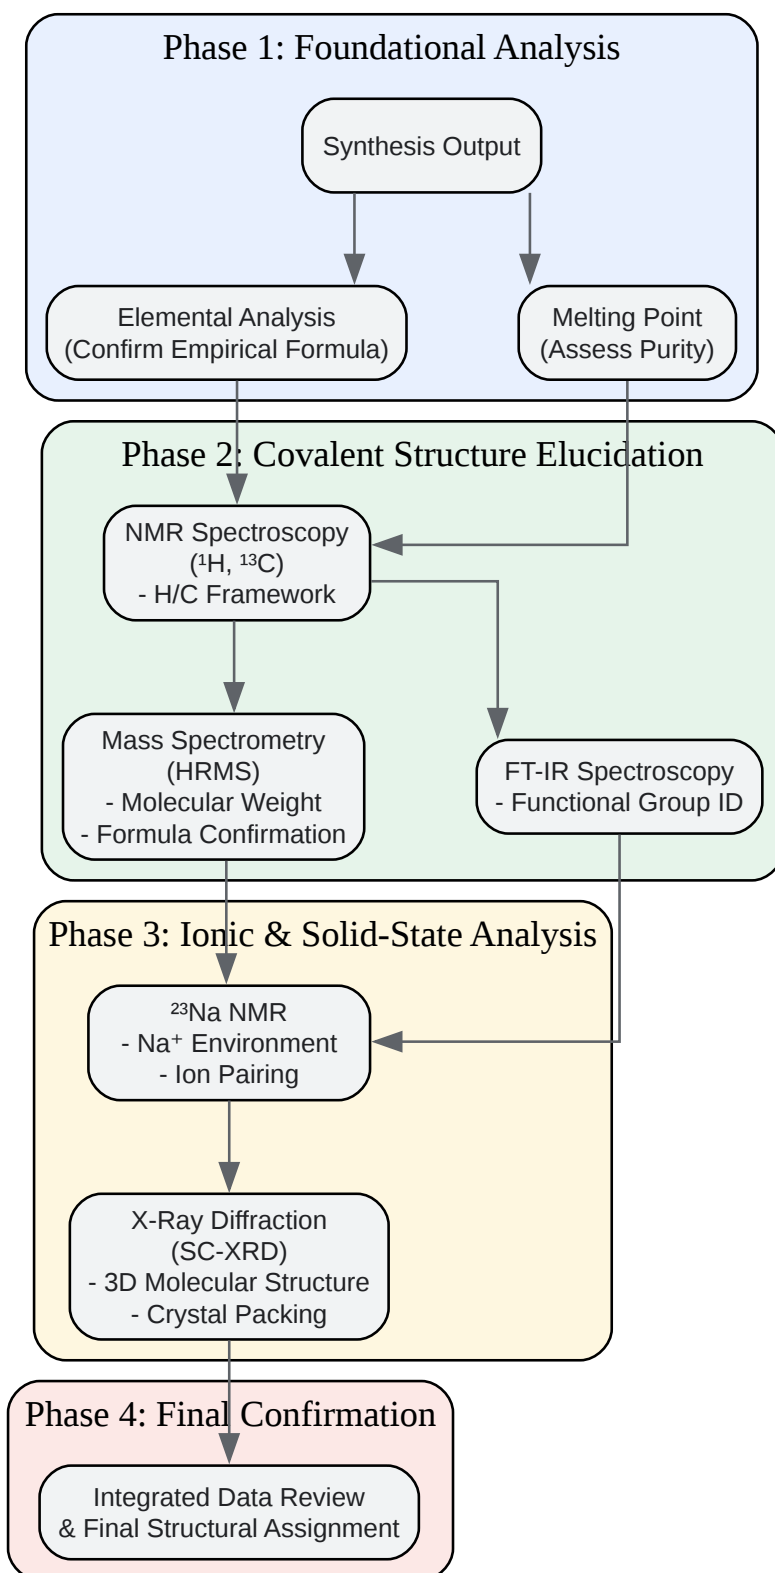 Phase 1: Foundational Analysis
Synthesis Output
Elemental Analysis
(Confirm Empirical Formula)
Melting Point
(Assess Purity)
Phase 2: Covalent Structure Elucidation
NMR Spectroscopy
(¹H, ¹³C)
- H/C Framework
Mass Spectrometry
(HRMS)
- Molecular Weight
- Formula Confirmation
FT-IR Spectroscopy
- Functional Group ID
Phase 3: Ionic & Solid-State Analysis
²³Na NMR
- Na⁺ Environment
- Ion Pairing
X-Ray Diffraction
(SC-XRD)
- 3D Molecular Structure
- Crystal Packing
Phase 4: Final Confirmation
Integrated Data Review
& Final Structural Assignment